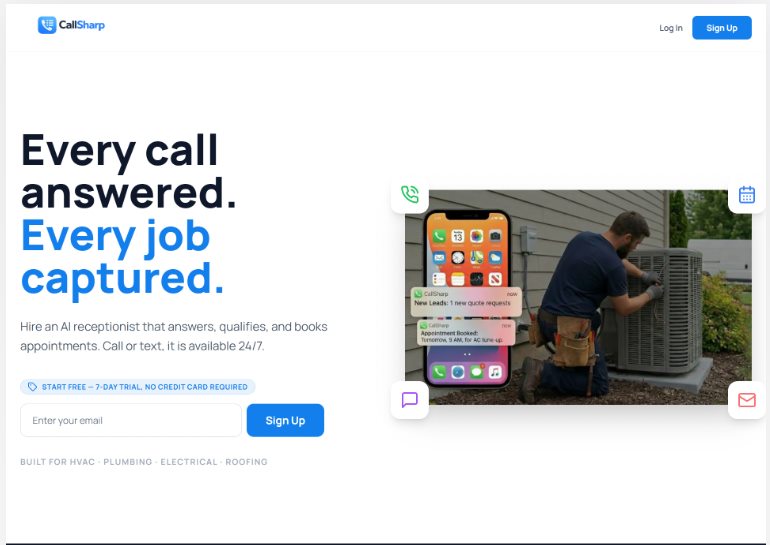 CallSharp
Log In
Sign Up
Every call
answered.
Every job
captured.
Hire an AI receptionist that answers, qualifies, and books
appointments. Call or text, it is available 24/7.
START FREE — 7-DAY TRIAL, NO CREDIT CARD REQUIRED
Enter your email
Sign Up
BUILT FOR HVAC · PLUMBING · ELECTRICAL · ROOFING
13
CallSharp now
New Leads: 1 new quote requests
CallSharp now
Appointment Booked:
Tomorrow, 9 AM, for AC tune-up